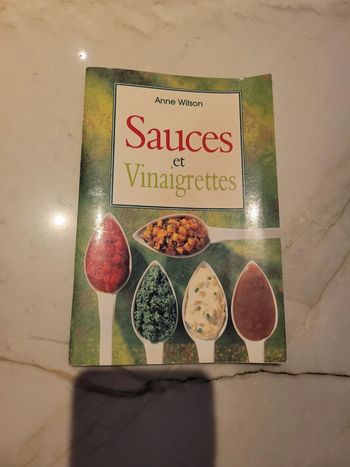 Anne Wilson
Sauces
et
Vinaigrettes